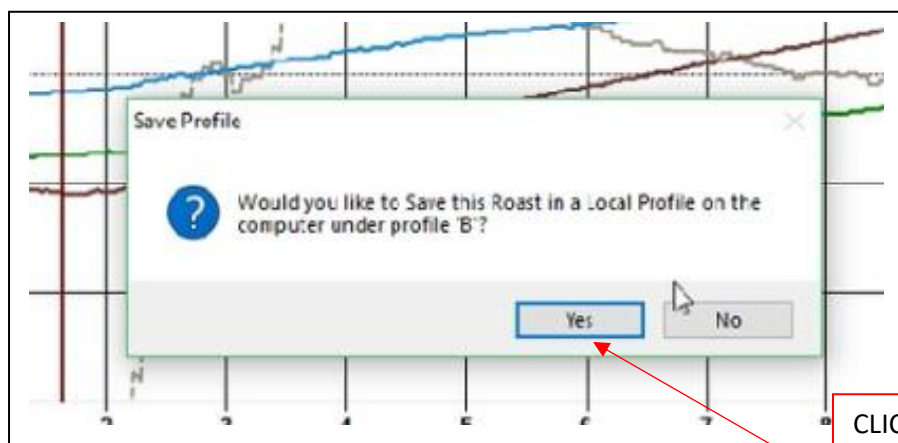 Save Profile
Would you like to Save this Roast in a Local Profile on the
computer under profile 'B'?
Yes
No
2 3 4 5 6 7 8
CLIC